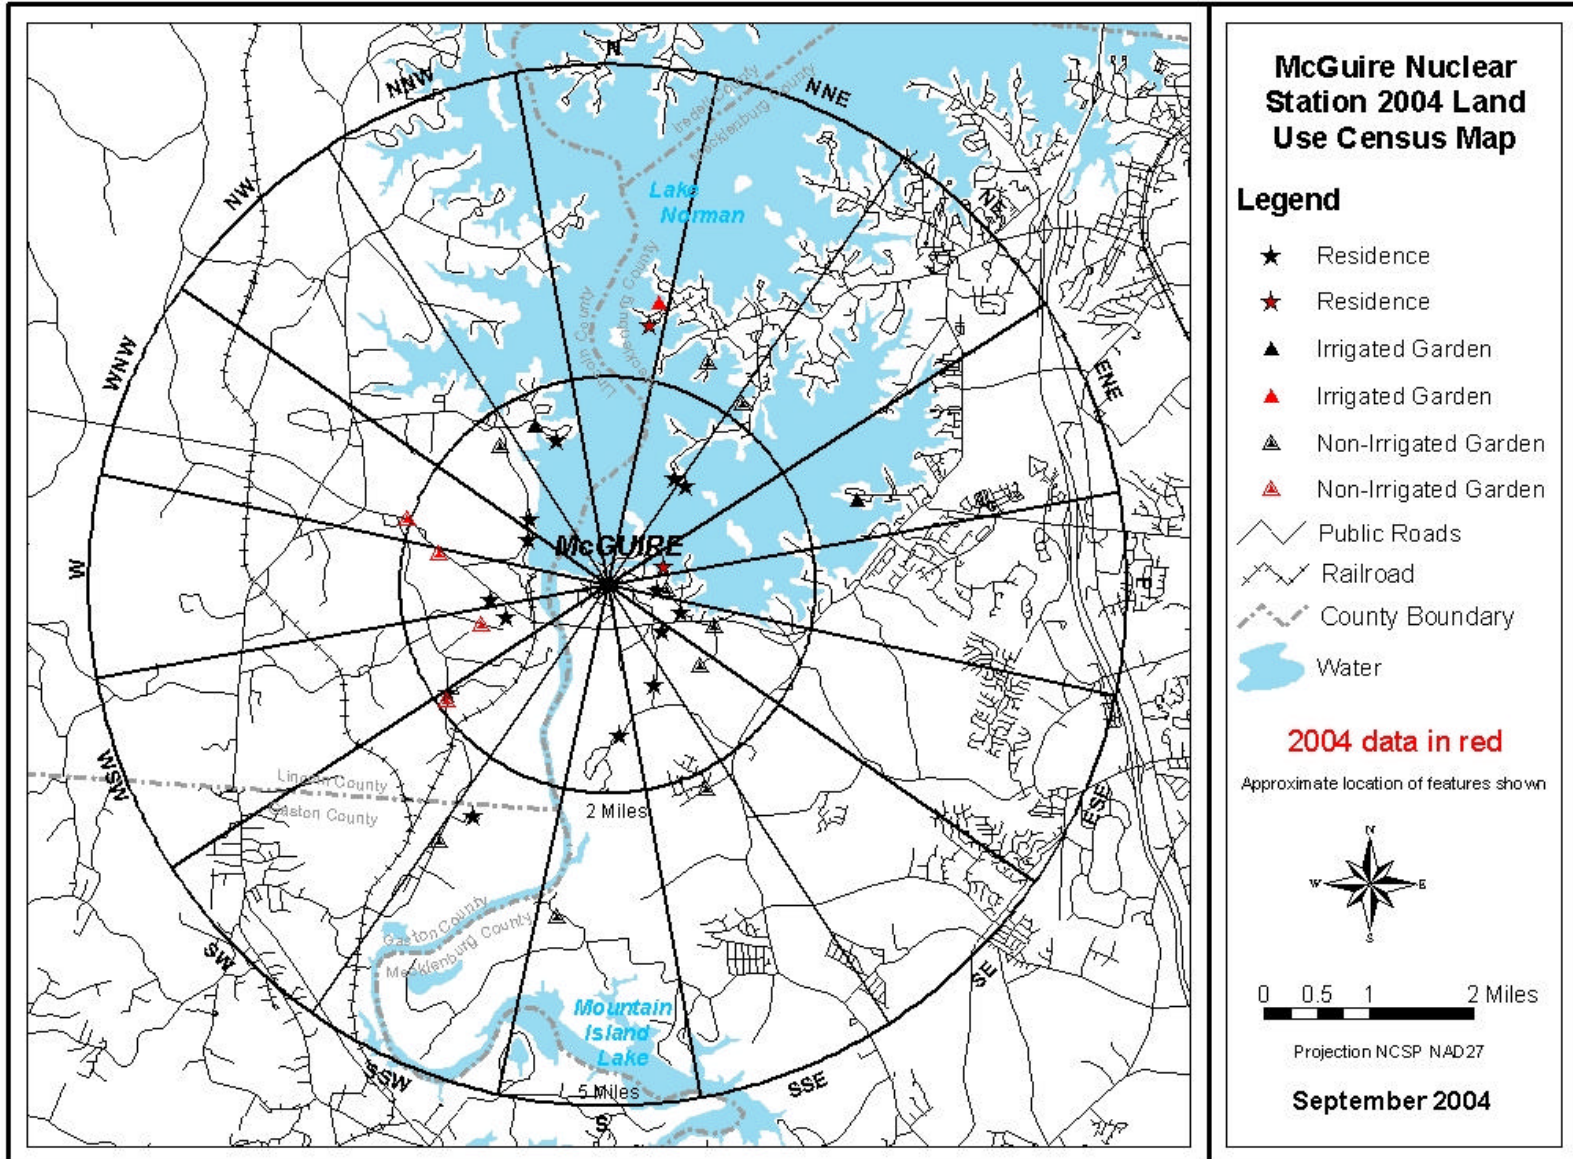 N
NNW
NNE
NW
NE
WNW
ENE
W
E
WSW
ESE
SW
SE
SSW
SSE
S
Iredell County
Mecklenburg County
Lake
Norman
Lincoln County
Mecklenburg County
McGUIRE
Lincoln County
Gaston County
2 Miles
Gaston County
Mecklenburg County
Mountain
Island
Lake
5 Miles
McGuire Nuclear
Station 2004 Land
Use Census Map
Legend
Residence
Residence
Irrigated Garden
Irrigated Garden
Non-Irrigated Garden
Non-Irrigated Garden
Public Roads
Railroad
County Boundary
Water
2004 data in red
Approximate location of features shown
N
W E
S
0 0.5 1 2 Miles
Projection NCSP NAD27
September 2004